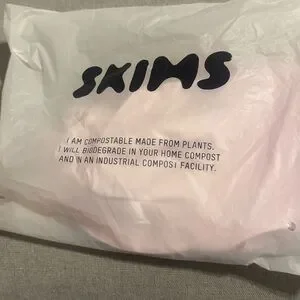 SKIMS
I AM COMPOSTABLE MADE FROM PLANTS.
I WILL BIODEGRADE IN YOUR HOME COMPOST
AND IN AN INDUSTRIAL COMPOST FACILITY.